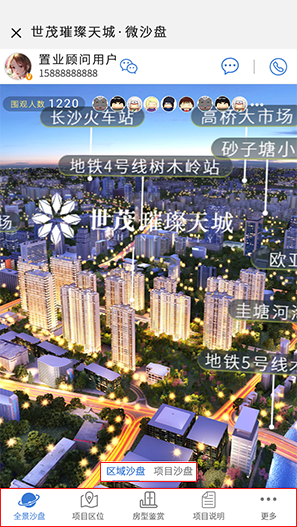 世茂璀璨天城·微沙盘
置业顾问用户
15888888888
围观人数 1220
长沙火车站
高桥大市场
砂子塘小
地铁4号线树木岭站
场
世茂璀璨天城
欧亚
圭塘河
地铁5号线木
区域沙盘 项目沙盘
全景沙盘 项目区位 房型鉴赏 项目说明 更多